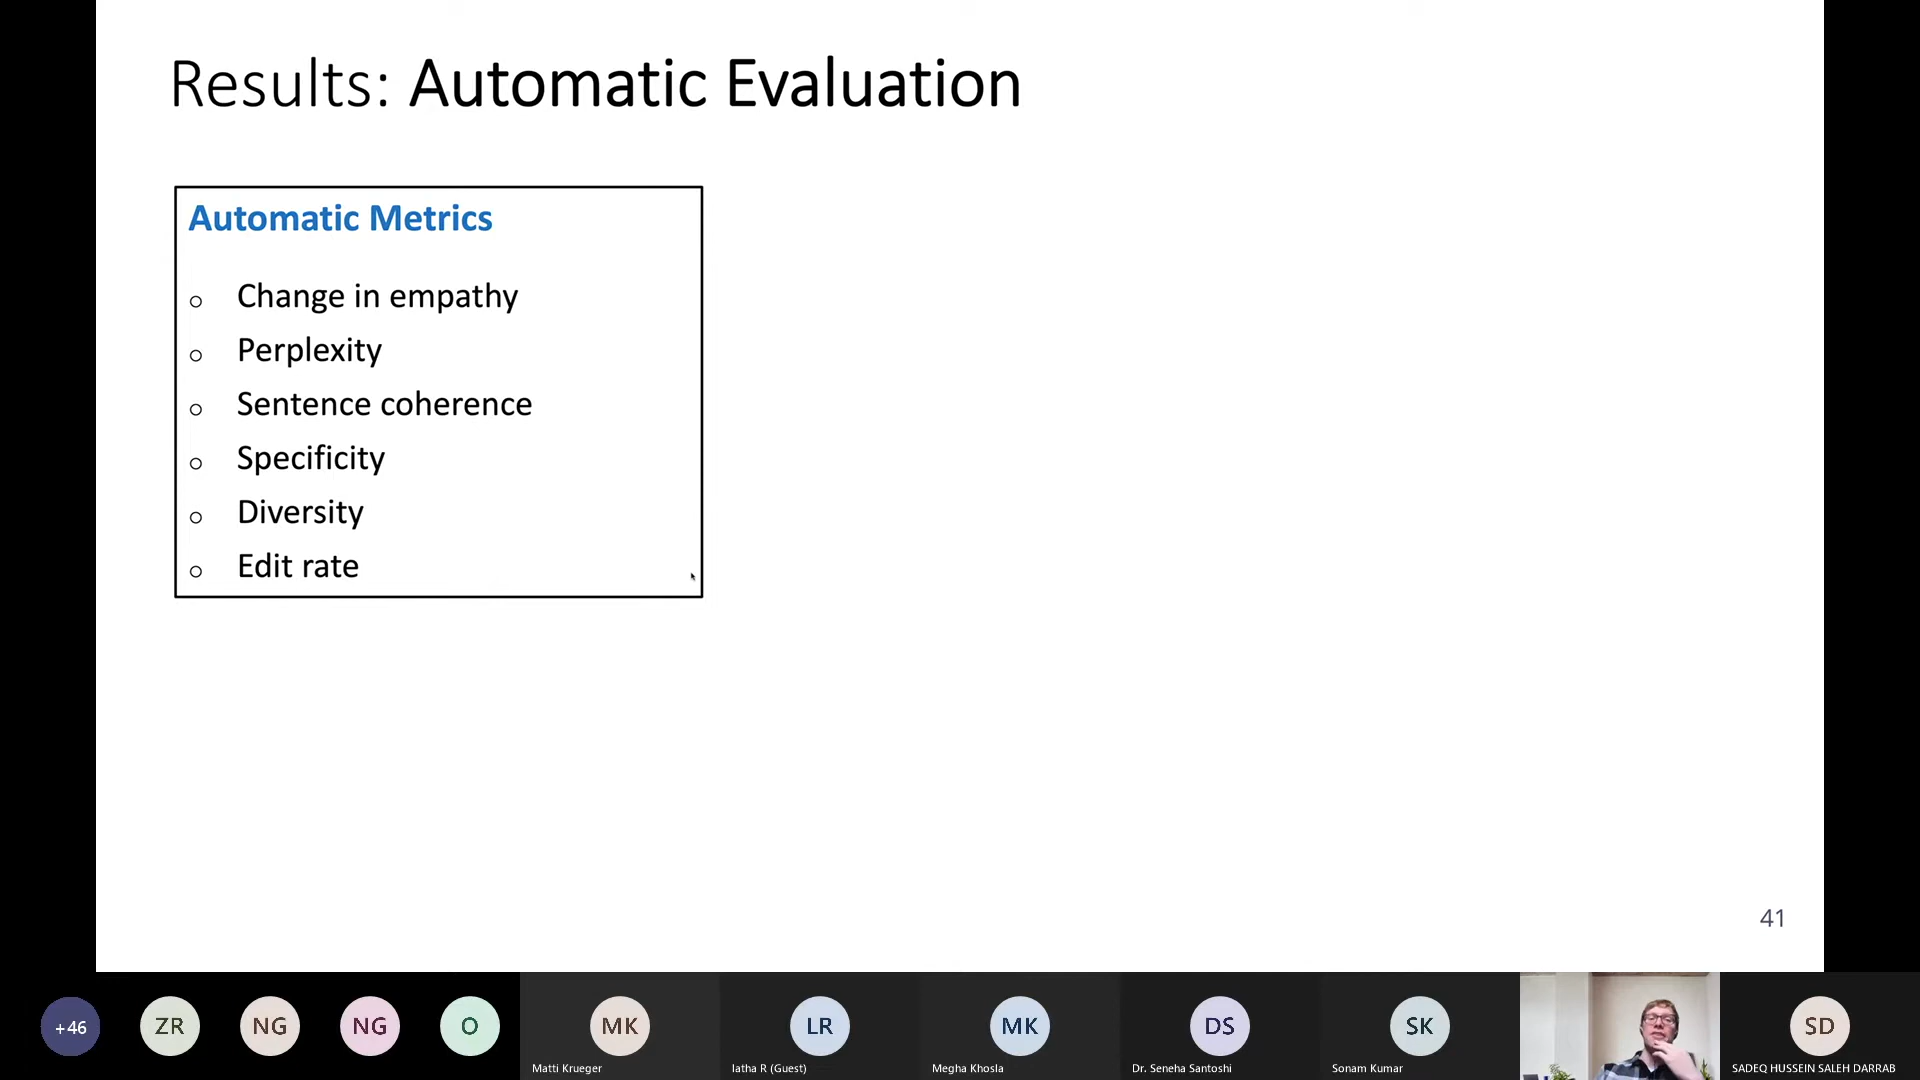 Results: Automatic Evaluation
Automatic Metrics
Change in empathy
Perplexity
Sentence coherence
Specificity
Diversity
Edit rate
41
+46
ZR
NG
NG
O
MK
LR
MK
DS
SK
SD
Matti Krueger
latha R (Guest)
Megha Khosla
Dr. Seneha Santoshi
Sonam Kumar
SADEQ HUSSEIN SALEH DARRAB